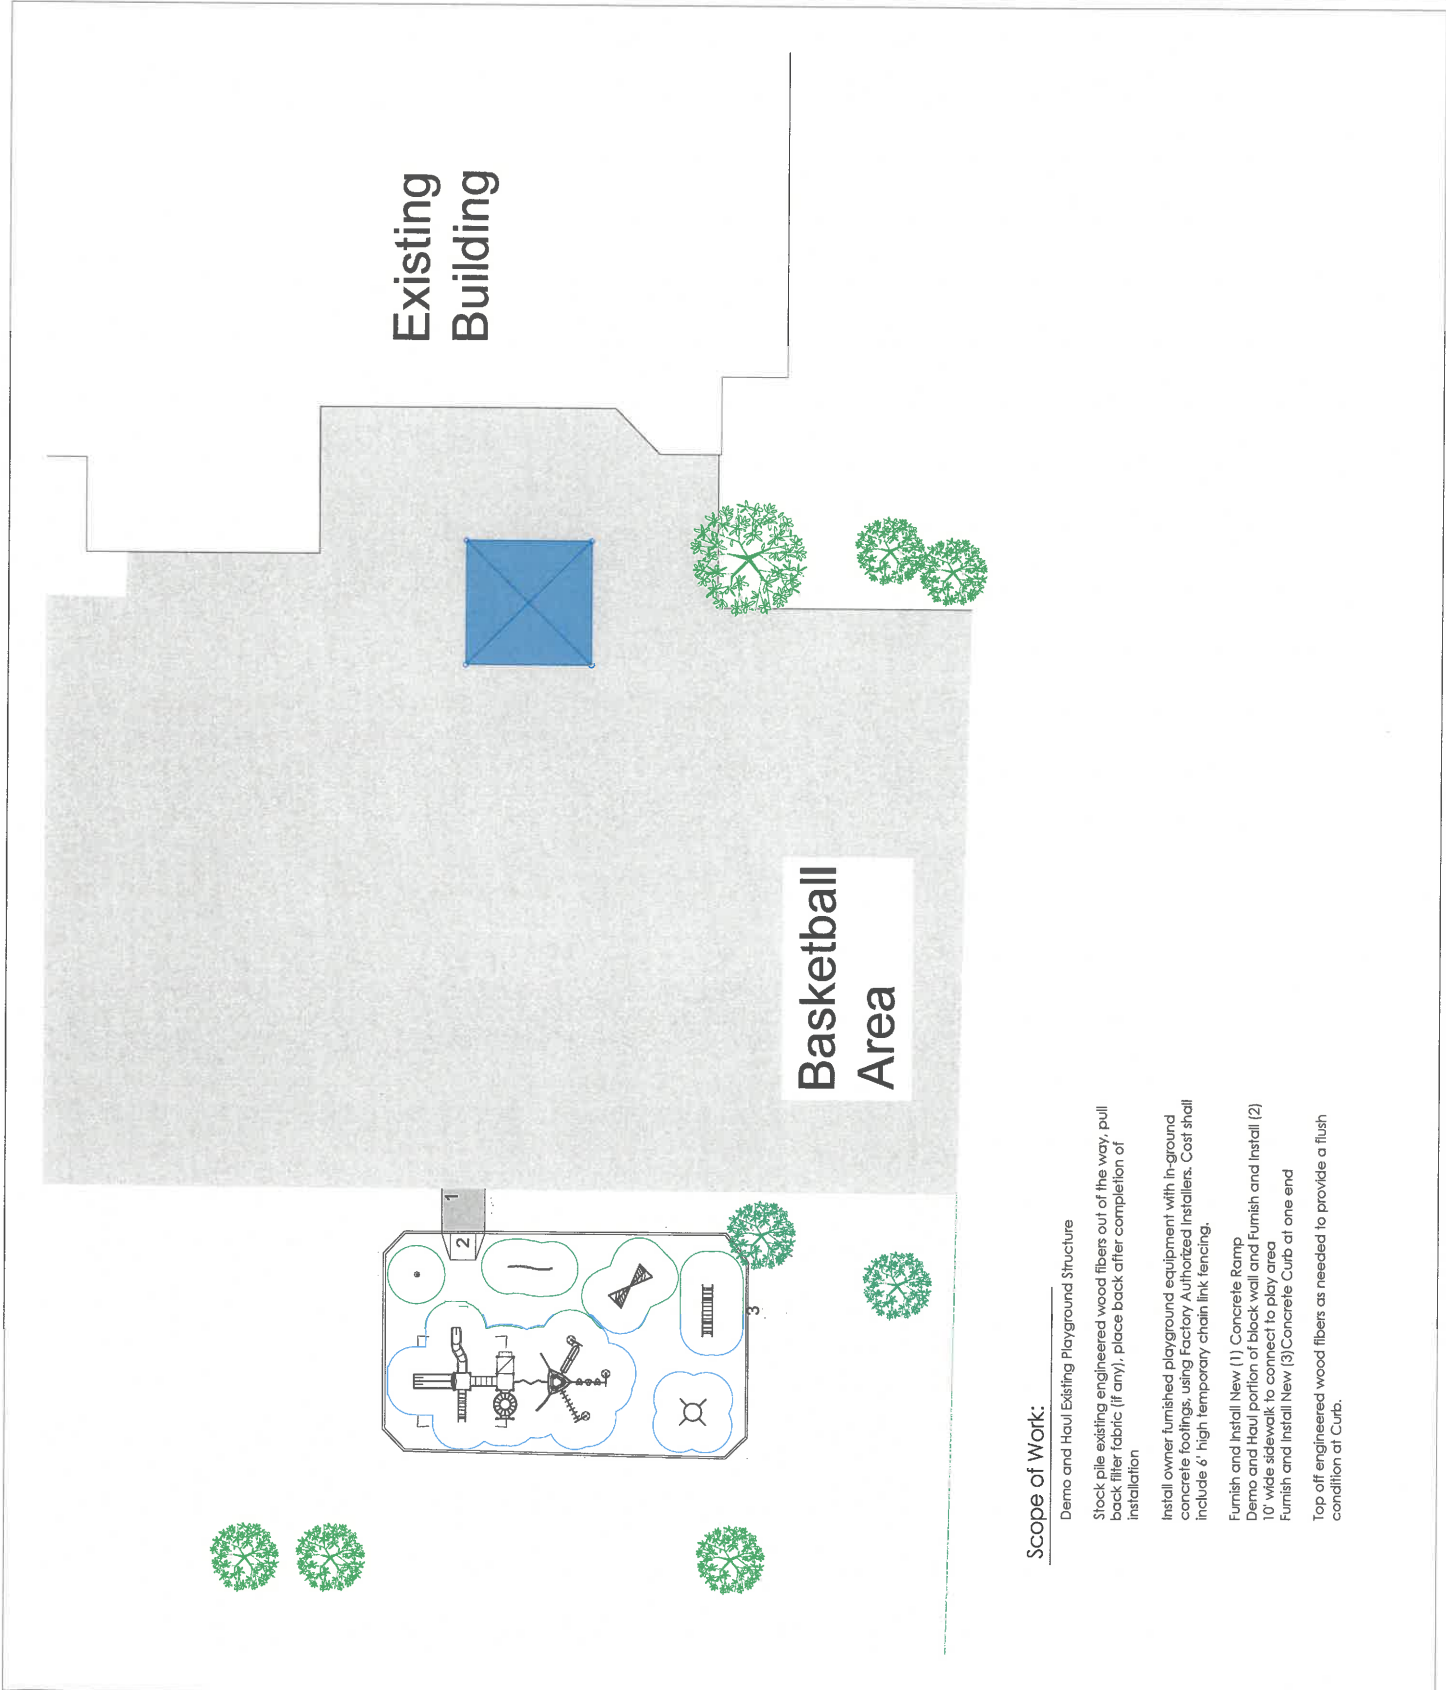 Existing
Building
Basketball
Area
1
2
3
Scope of Work:
Demo and Haul Existing Playground Structure
Stock pile existing engineered wood fibers out of the way, pull
back filter fabric (if any), place back after completion of
installation
Install owner furnished playground equipment with in-ground
concrete footings, using Factory Authorized Installers. Cost shall
include 6' high temporary chain link fencing.
Furnish and Install New (1) Concrete Ramp
Demo and Haul portion of block wall and Furnish and Install (2)
10' wide sidewalk to connect to play area
Furnish and Install New (3)Concrete Curb at one end
Top off engineered wood fibers as needed to provide a flush
condition at Curb.